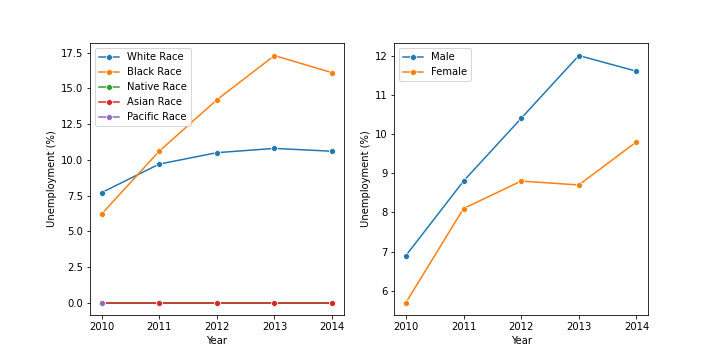 17.5
15.0
12.5
10.0
7.5
5.0
2.5
0.0
Unemployment (%)
White Race
Black Race
Native Race
Asian Race
Pacific Race
2010 2011 2012 2013 2014
Year
12
11
10
9
8
7
6
Unemployment (%)
Male
Female
2010 2011 2012 2013 2014
Year